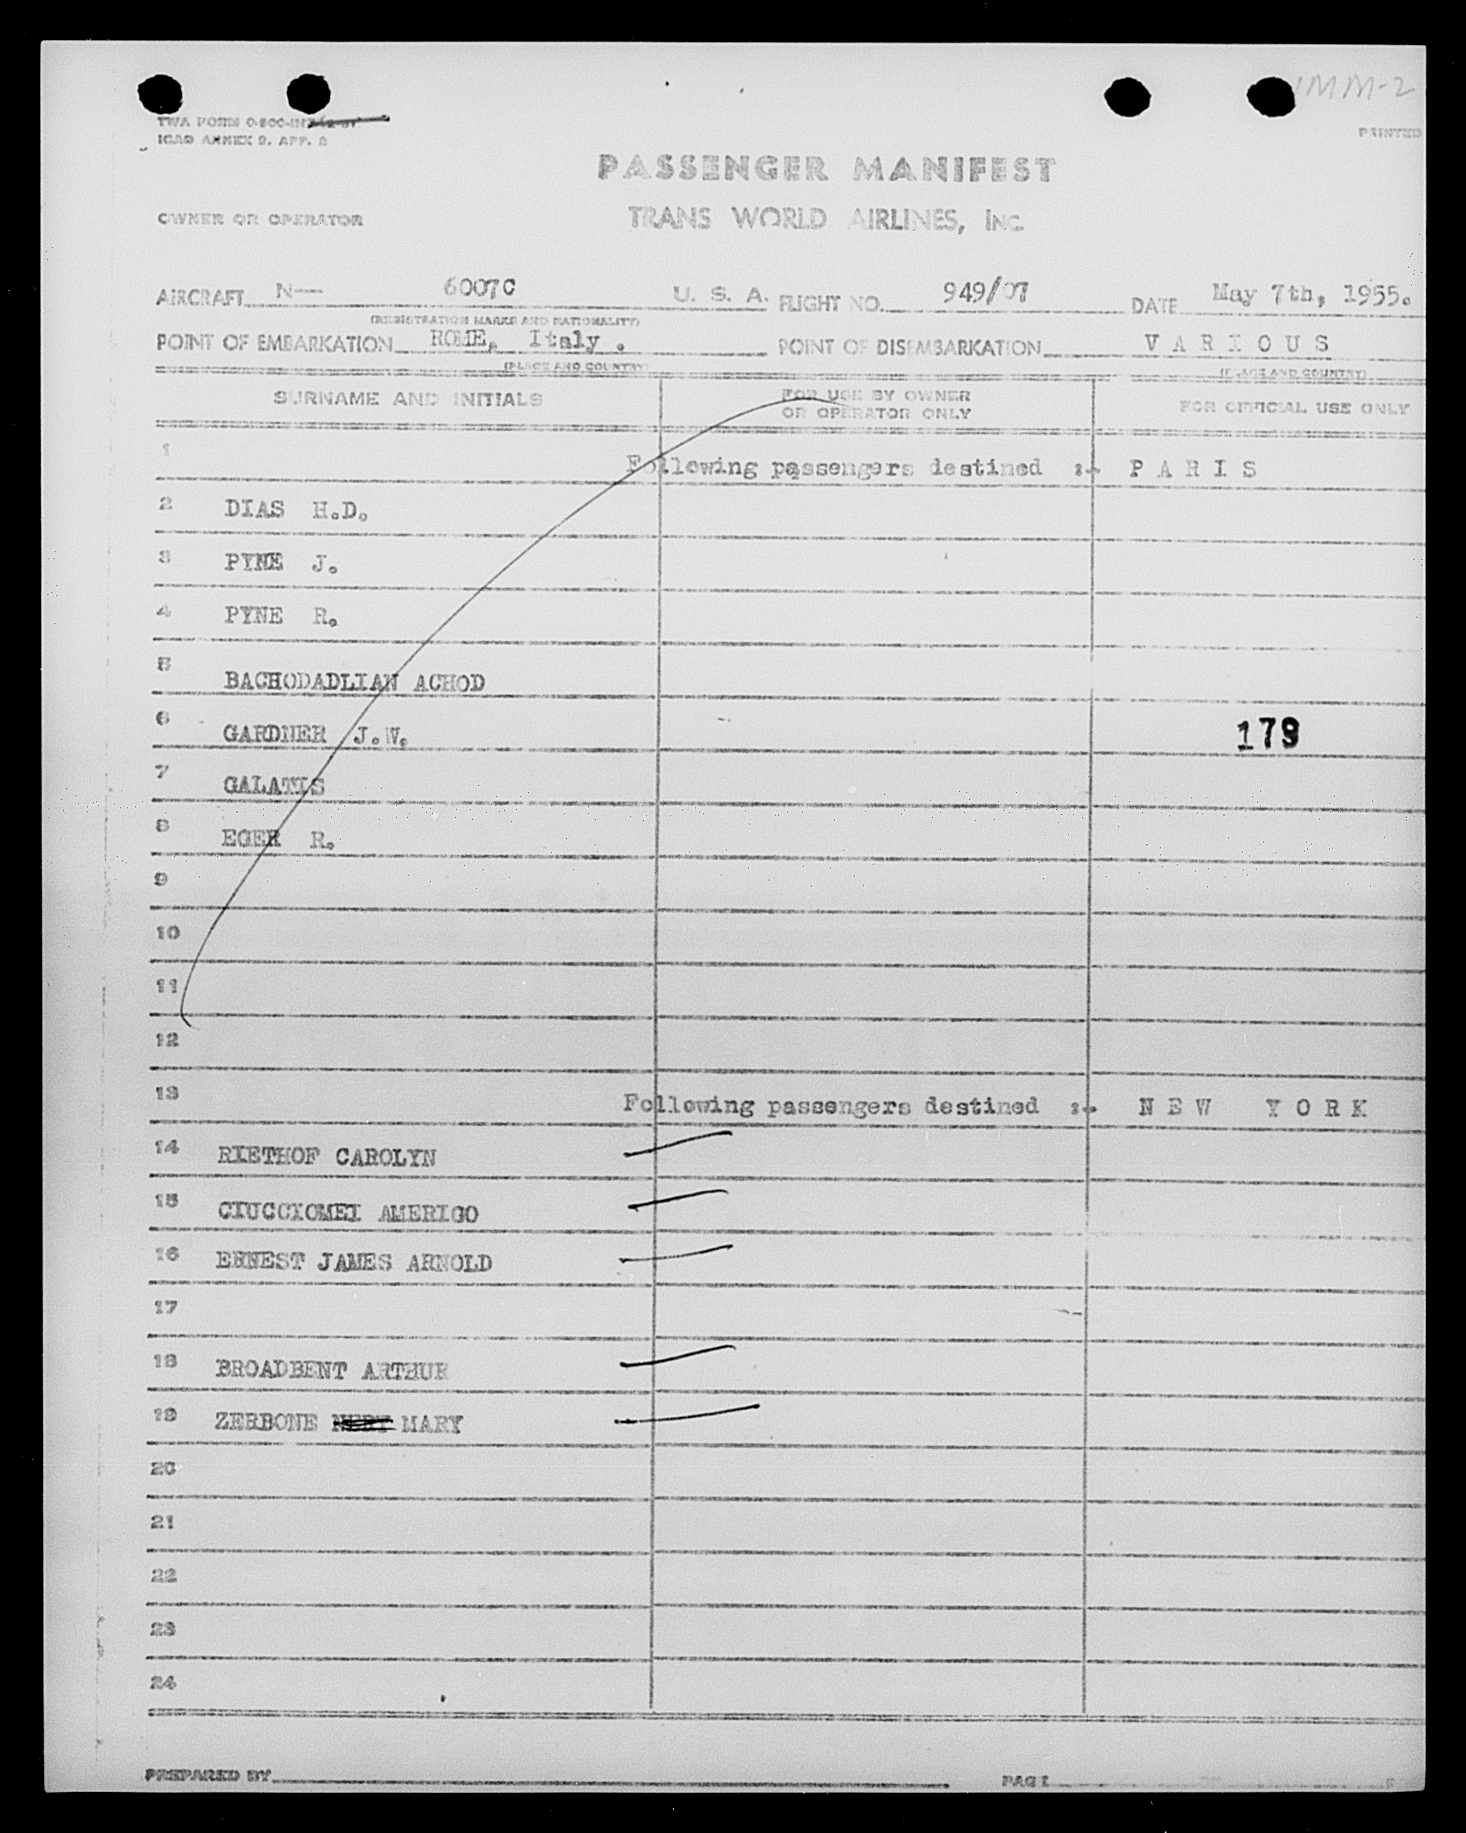 1MM-2
TWA FORM
ICAO ANNEX 9. APP. 2
PRINTED
PASSENGER MANIFEST
OWNER OR OPERATOR
TRANS WORLD AIRLINES, INC.
AIRCRAFT N— 6007C U. S. A. FLIGHT NO. 949/07 DATE May 7th, 1955.
(REGISTRATION MARKS AND NATIONALITY)
POINT OF EMBARKATION ROME, Italy . POINT OF DISEMBARKATION V A R I O U S
(PLACE AND COUNTRY) (PLACE AND COUNTRY)
SURNAME AND INITIALS FOR USE BY OWNER OR OPERATOR ONLY FOR OFFICIAL USE ONLY
1 Following passengers destined :- P A R I S
2 DIAS H.D.
3 PYNE J.
4 PYNE R.
5 BACHODADLIAN ACHOD
6 GARDNER J.W. 179
7 GALATIS
8 EGER R.
9
10
11
12
13 Following passengers destined :- N E W Y O R K
14 RIETHOF CAROLYN
15 CIUCCIOMEI AMERIGO
16 ERNEST JAMES ARNOLD
17
18 BROADBENT ARTHUR
19 ZERBONE MARY
20
21
22
23
24
PREPARED BY PAGE